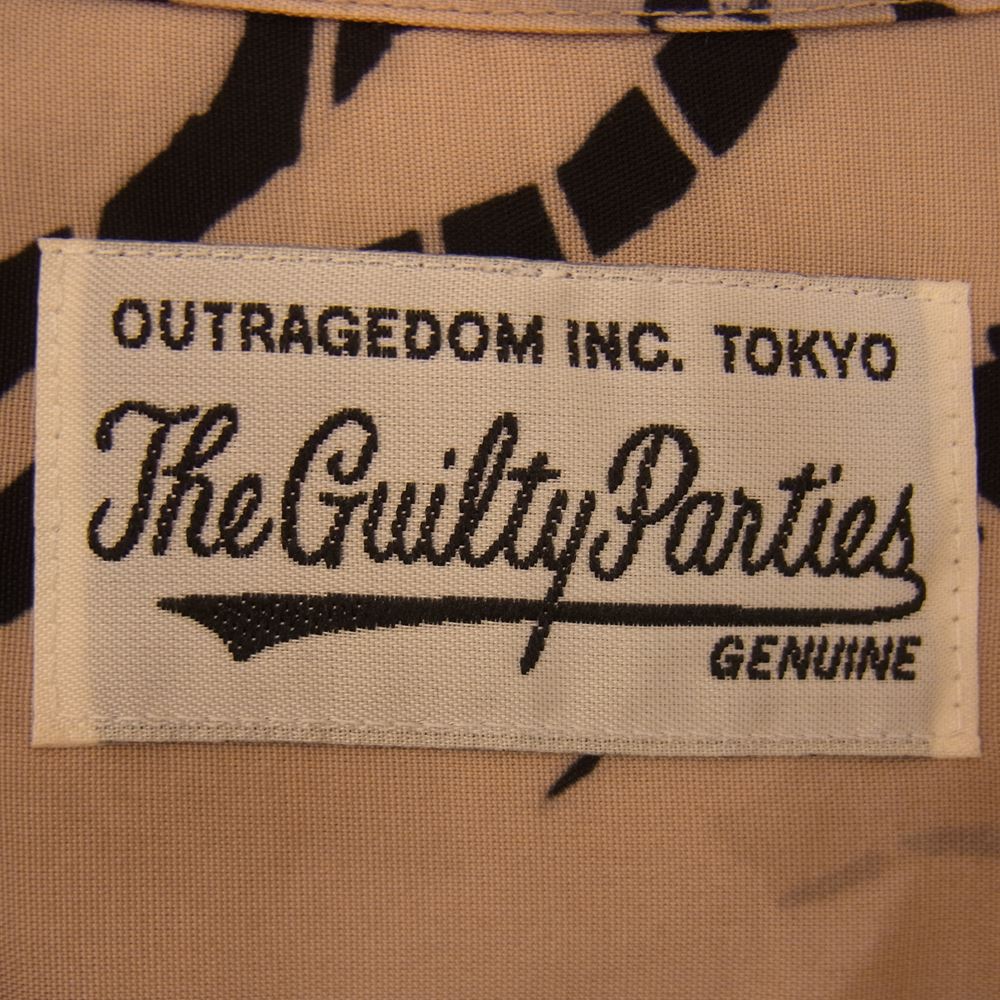 OUTRAGEDOM INC. TOKYO
The Guilty Parties
GENUINE